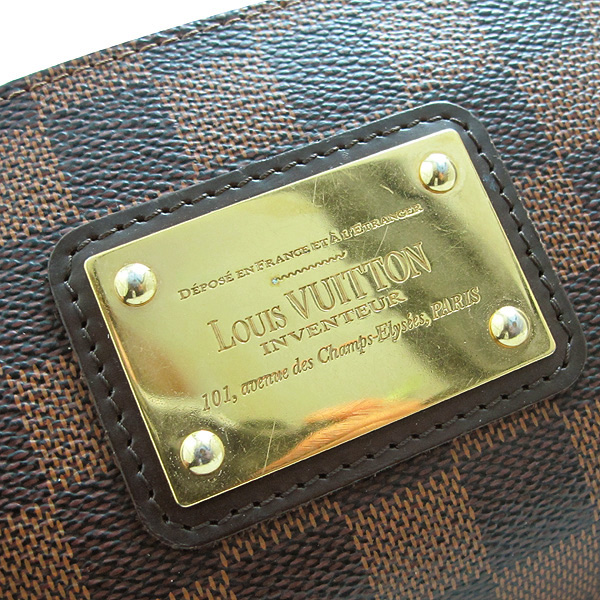 DÉPOSÉ EN FRANCE ET À L'ÉTRANGER
LOUIS VUITTON
INVENTEUR
101, avenue des Champs-Elysées, PARIS